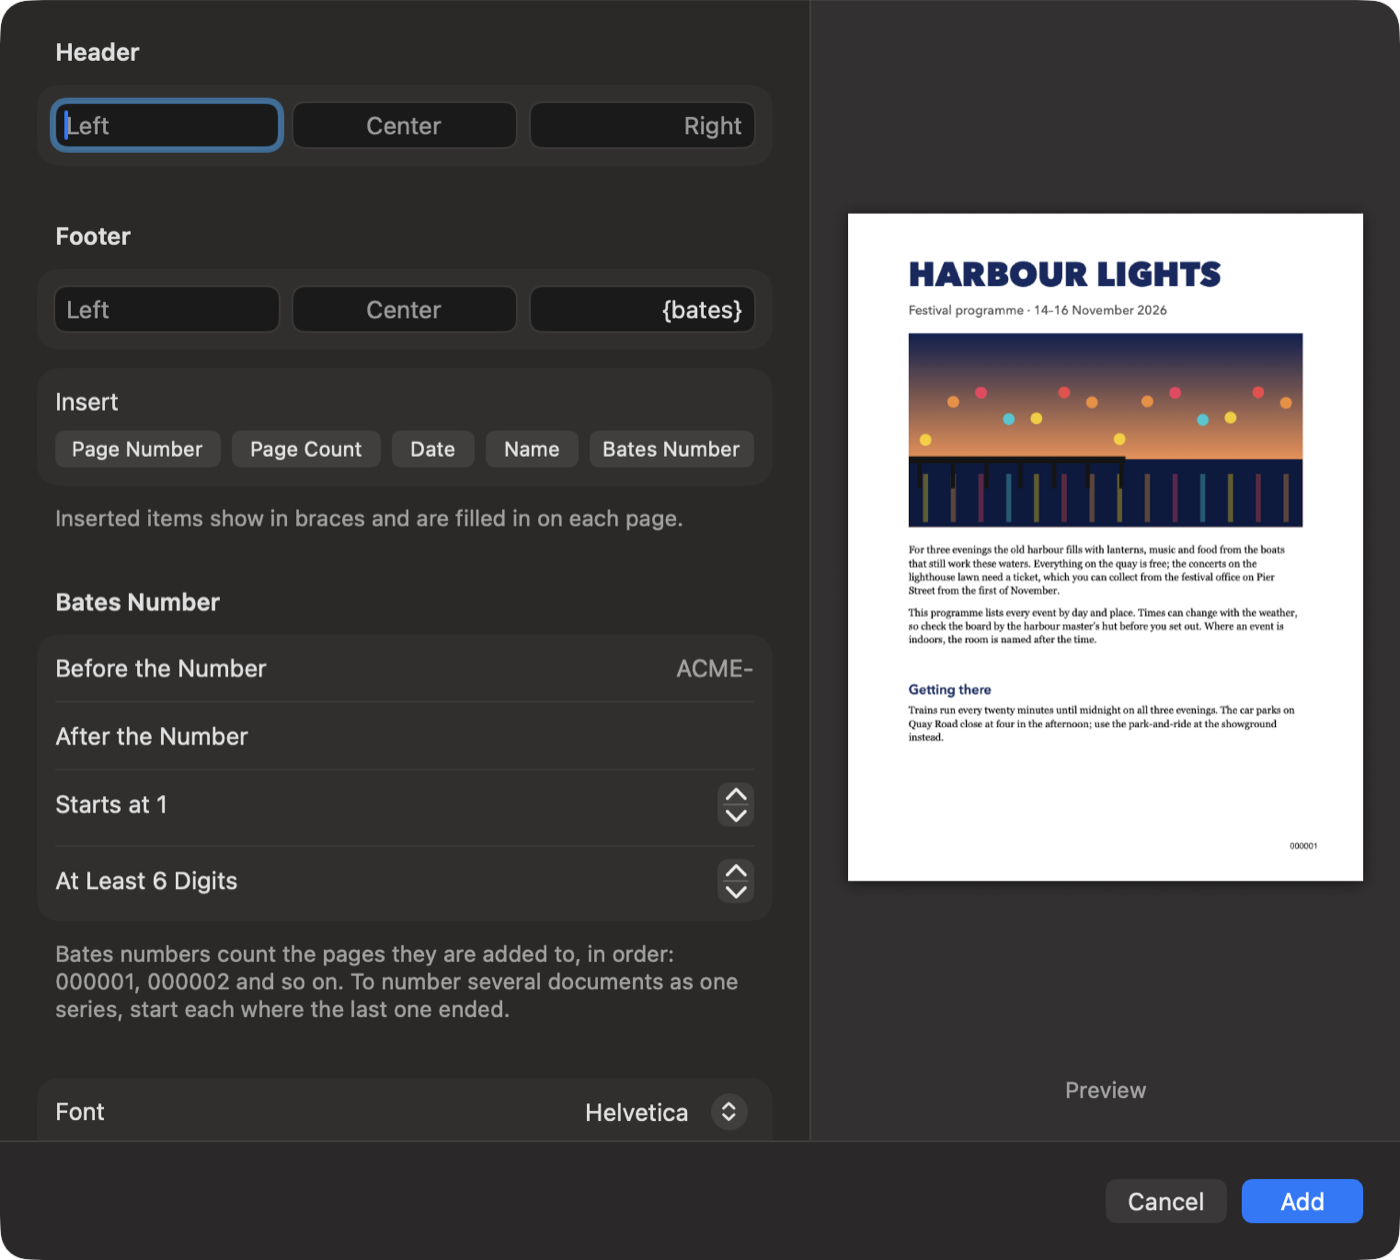 Header
Left
Center
Right
Footer
Left
Center
{bates}
Insert
Page Number
Page Count
Date
Name
Bates Number
Inserted items show in braces and are filled in on each page.
Bates Number
Before the Number
ACME-
After the Number
Starts at 1
At Least 6 Digits
Bates numbers count the pages they are added to, in order:
000001, 000002 and so on. To number several documents as one
series, start each where the last one ended.
Font
Helvetica
HARBOUR LIGHTS
Festival programme · 14–16 November 2026
For three evenings the old harbour fills with lanterns, music and food from the boats
that still work these waters. Everything on the quay is free; the concerts on the
lighthouse lawn need a ticket, which you can collect from the festival office on Pier
Street from the first of November.
This programme lists every event by day and place. Times can change with the weather,
so check the board by the harbour master's hut before you set out. Where an event is
indoors, the room is named after the time.
Getting there
Trains run every twenty minutes until midnight on all three evenings. The car parks on
Quay Road close at four in the afternoon; use the park-and-ride at the showground
instead.
000001
Preview
Cancel
Add